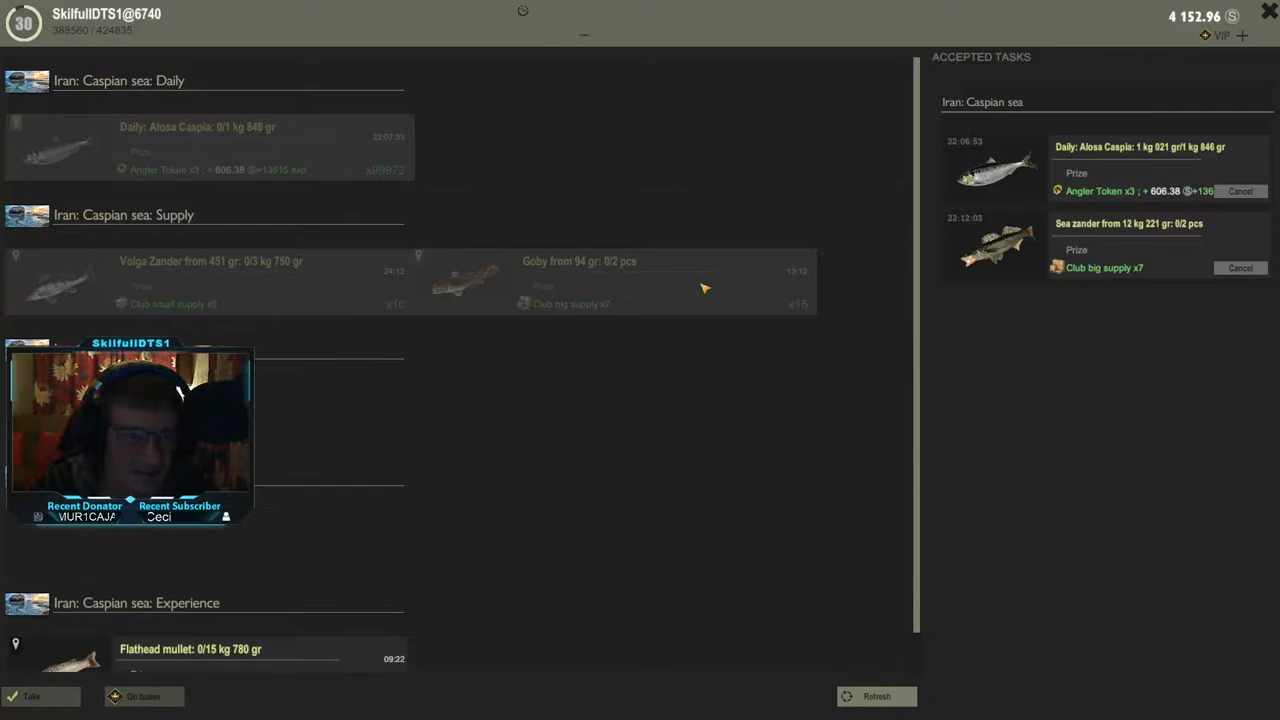 30
SkilfullDTS1@6740
388560 / 424835
4 152.96 S
VIP +
ACCEPTED TASKS
Iran: Caspian sea: Daily
Daily: Alosa Caspia: 0/1 kg 846 gr
22:07:33
Prize
Angler Token x3 ; + 606.38 S+13615 exp
x99972
Iran: Caspian sea: Supply
Volga Zander from 451 gr: 0/3 kg 750 gr
24:12
Prize
Club small supply x5
x10
Goby from 94 gr: 0/2 pcs
13:12
Prize
Club big supply x7
x15
SkilfullDTS1
Recent Donator
MUR1CAJA
Recent Subscriber
Ceci
Iran: Caspian sea: Experience
Flathead mullet: 0/15 kg 780 gr
09:22
Take
On bases
Refresh
Iran: Caspian sea
22:06:53
Daily: Alosa Caspia: 1 kg 021 gr/1 kg 846 gr
Prize
Angler Token x3 ; + 606.38 S+136
Cancel
23:12:03
Sea zander from 12 kg 221 gr: 0/2 pcs
Prize
Club big supply x7
Cancel